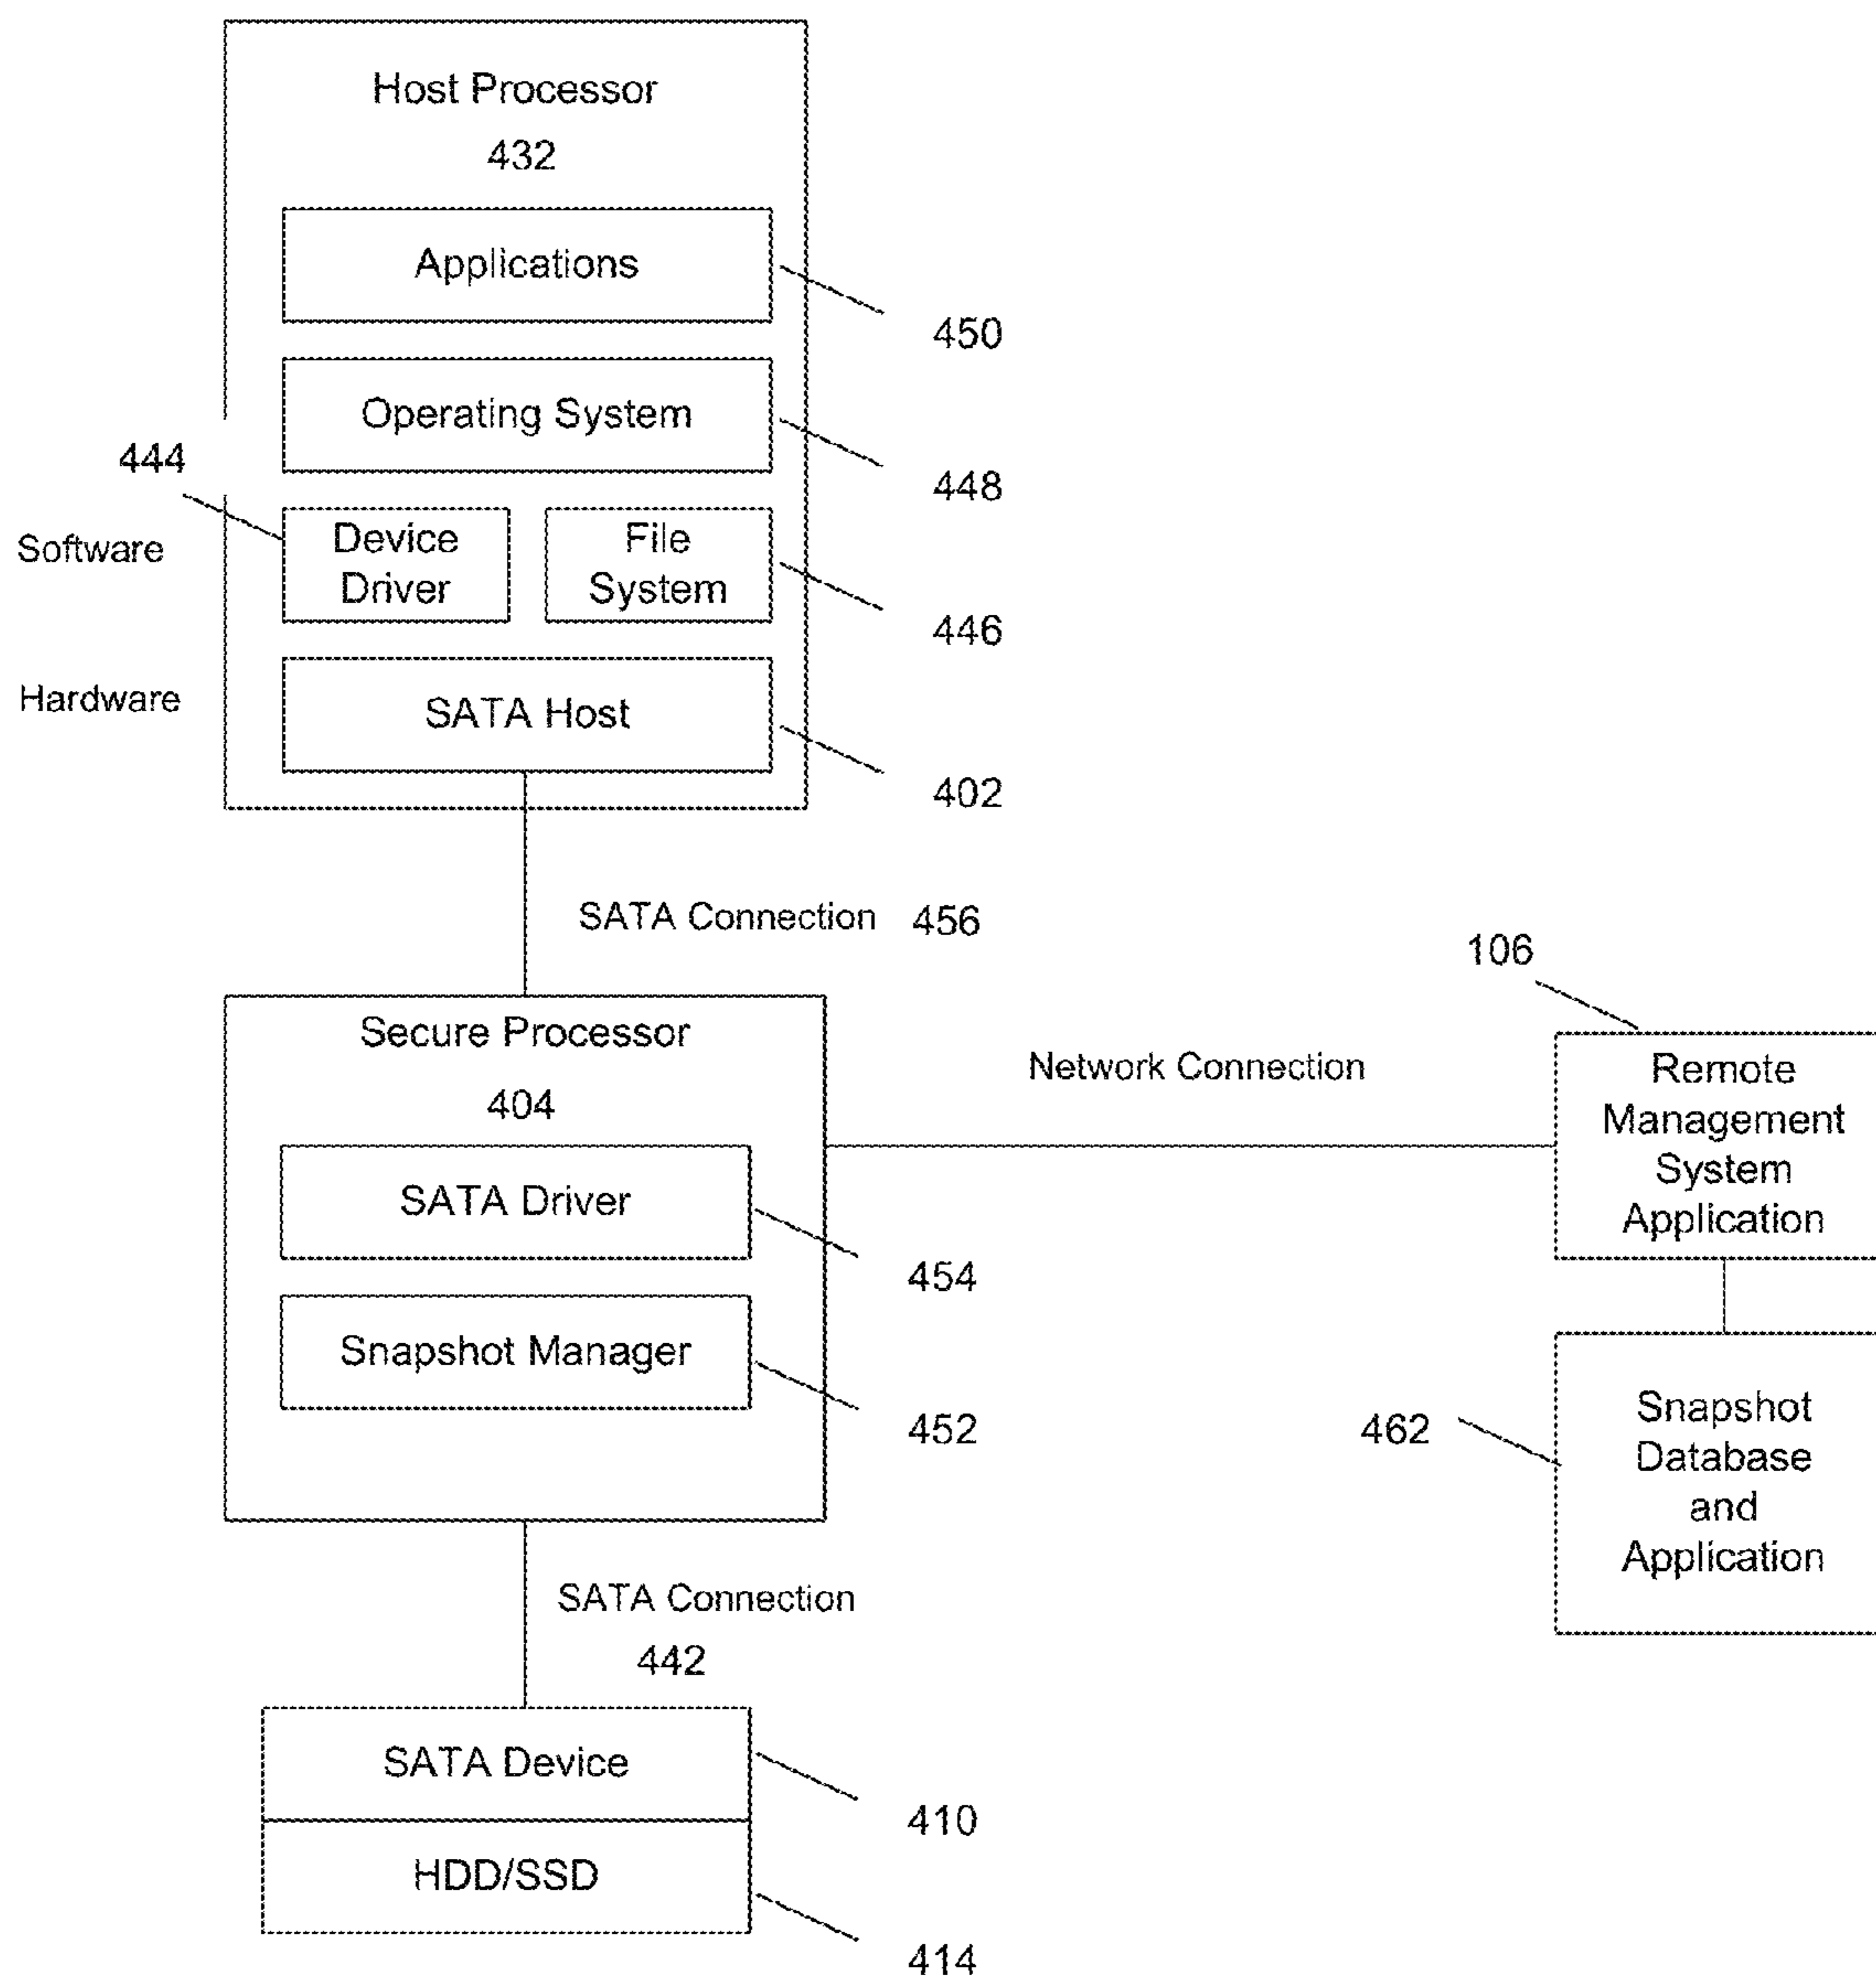 Host Processor
432
Applications
450
Operating System
444
448
Software
Device
Driver
File
System
446
Hardware
SATA Host
402
SATA Connection 456
106
Secure Processor
404
Network Connection
Remote
Management
System
Application
SATA Driver
454
Snapshot Manager
452
462
Snapshot
Database
and
Application
SATA Connection
442
SATA Device
410
HDD/SSD
414